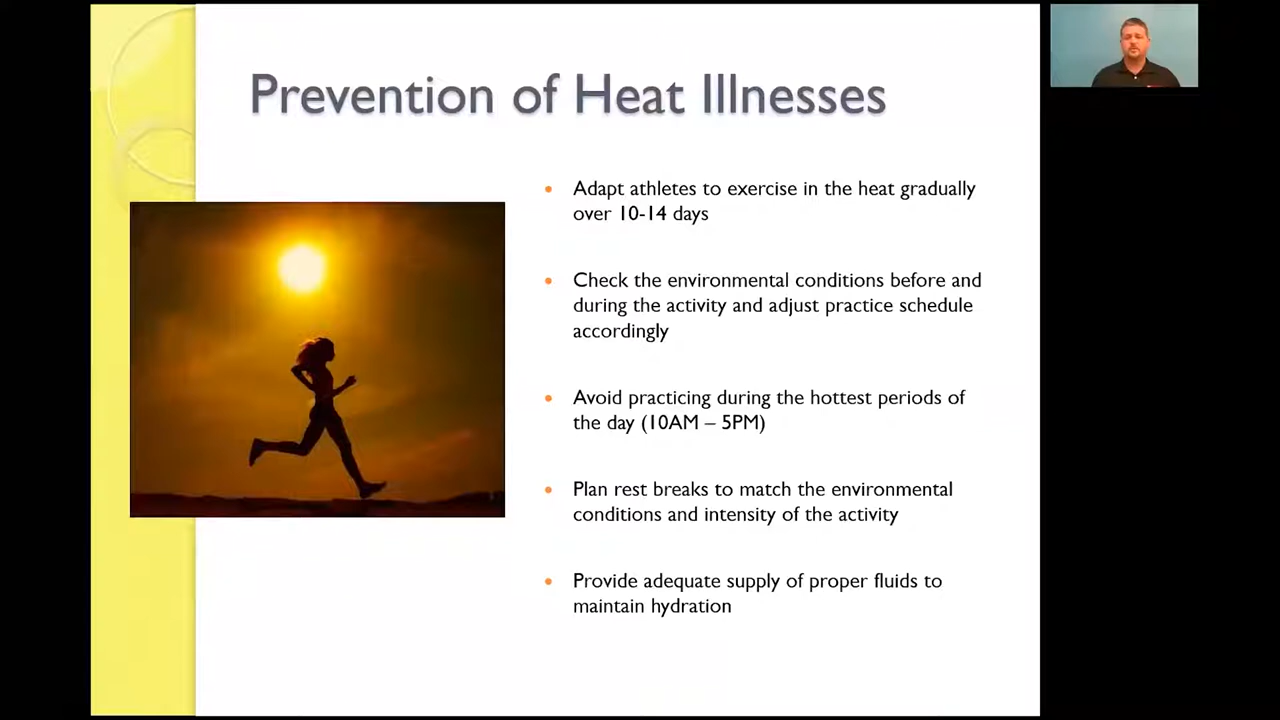 Prevention of Heat Illnesses
• Adapt athletes to exercise in the heat gradually
over 10-14 days
• Check the environmental conditions before and
during the activity and adjust practice schedule
accordingly
• Avoid practicing during the hottest periods of
the day (10AM – 5PM)
• Plan rest breaks to match the environmental
conditions and intensity of the activity
• Provide adequate supply of proper fluids to
maintain hydration